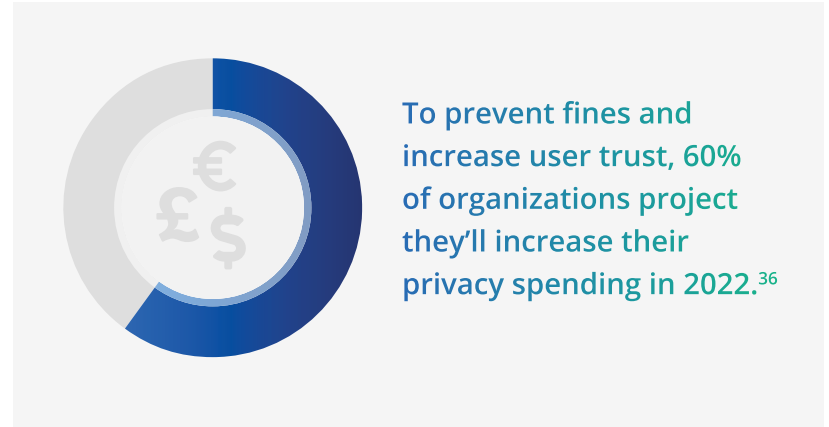 €
£
$
To prevent fines and
increase user trust, 60%
of organizations project
they’ll increase their
privacy spending in 2022.36